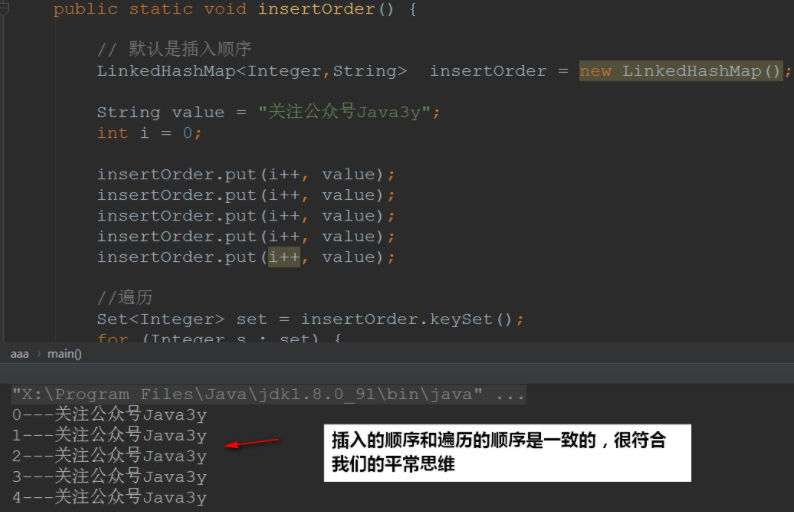 public static void insertOrder() {
// 默认是插入顺序
LinkedHashMap<Integer,String>  insertOrder = new LinkedHashMap();
String value = "关注公众号Java3y";
int i = 0;
insertOrder.put(i++, value);
insertOrder.put(i++, value);
insertOrder.put(i++, value);
insertOrder.put(i++, value);
insertOrder.put(i++, value);
//遍历
Set<Integer> set = insertOrder.keySet();
for (Integer s : set) {
aaa › main()
"X:\Program Files\Java\jdk1.8.0_91\bin\java" ...
0---关注公众号Java3y
1---关注公众号Java3y
2---关注公众号Java3y
3---关注公众号Java3y
4---关注公众号Java3y
插入的顺序和遍历的顺序是一致的，很符合
我们的平常思维